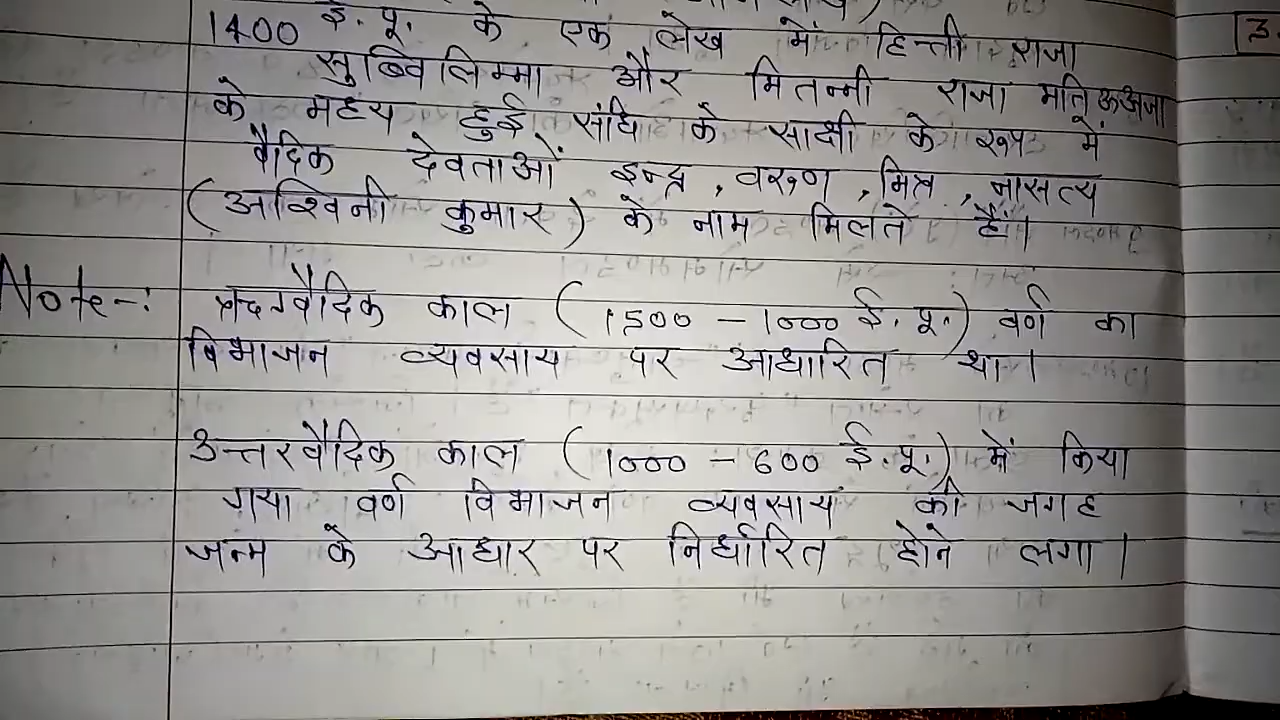 1400 ई. पू. के एक लेख में हित्ती राजा
सुब्विलिम्मा और मितन्नी राजा मतिऊअजा
के मध्य हुई संधि के साक्षी के रूप में
वैदिक देवताओं इन्द्र , वरुण , मित्र , नासत्य
(अश्विनी कुमार) के नाम मिलते हैं।
Note-: ऋग्वैदिक काल (1500 - 1000 ई. पू.) वर्ण का
विभाजन व्यवसाय पर आधारित था।
उत्तरवैदिक काल (1000 - 600 ई. पू.) में किया
गया वर्ण विभाजन व्यवसाय की जगह
जन्म के आधार पर निर्धारित होने लगा।